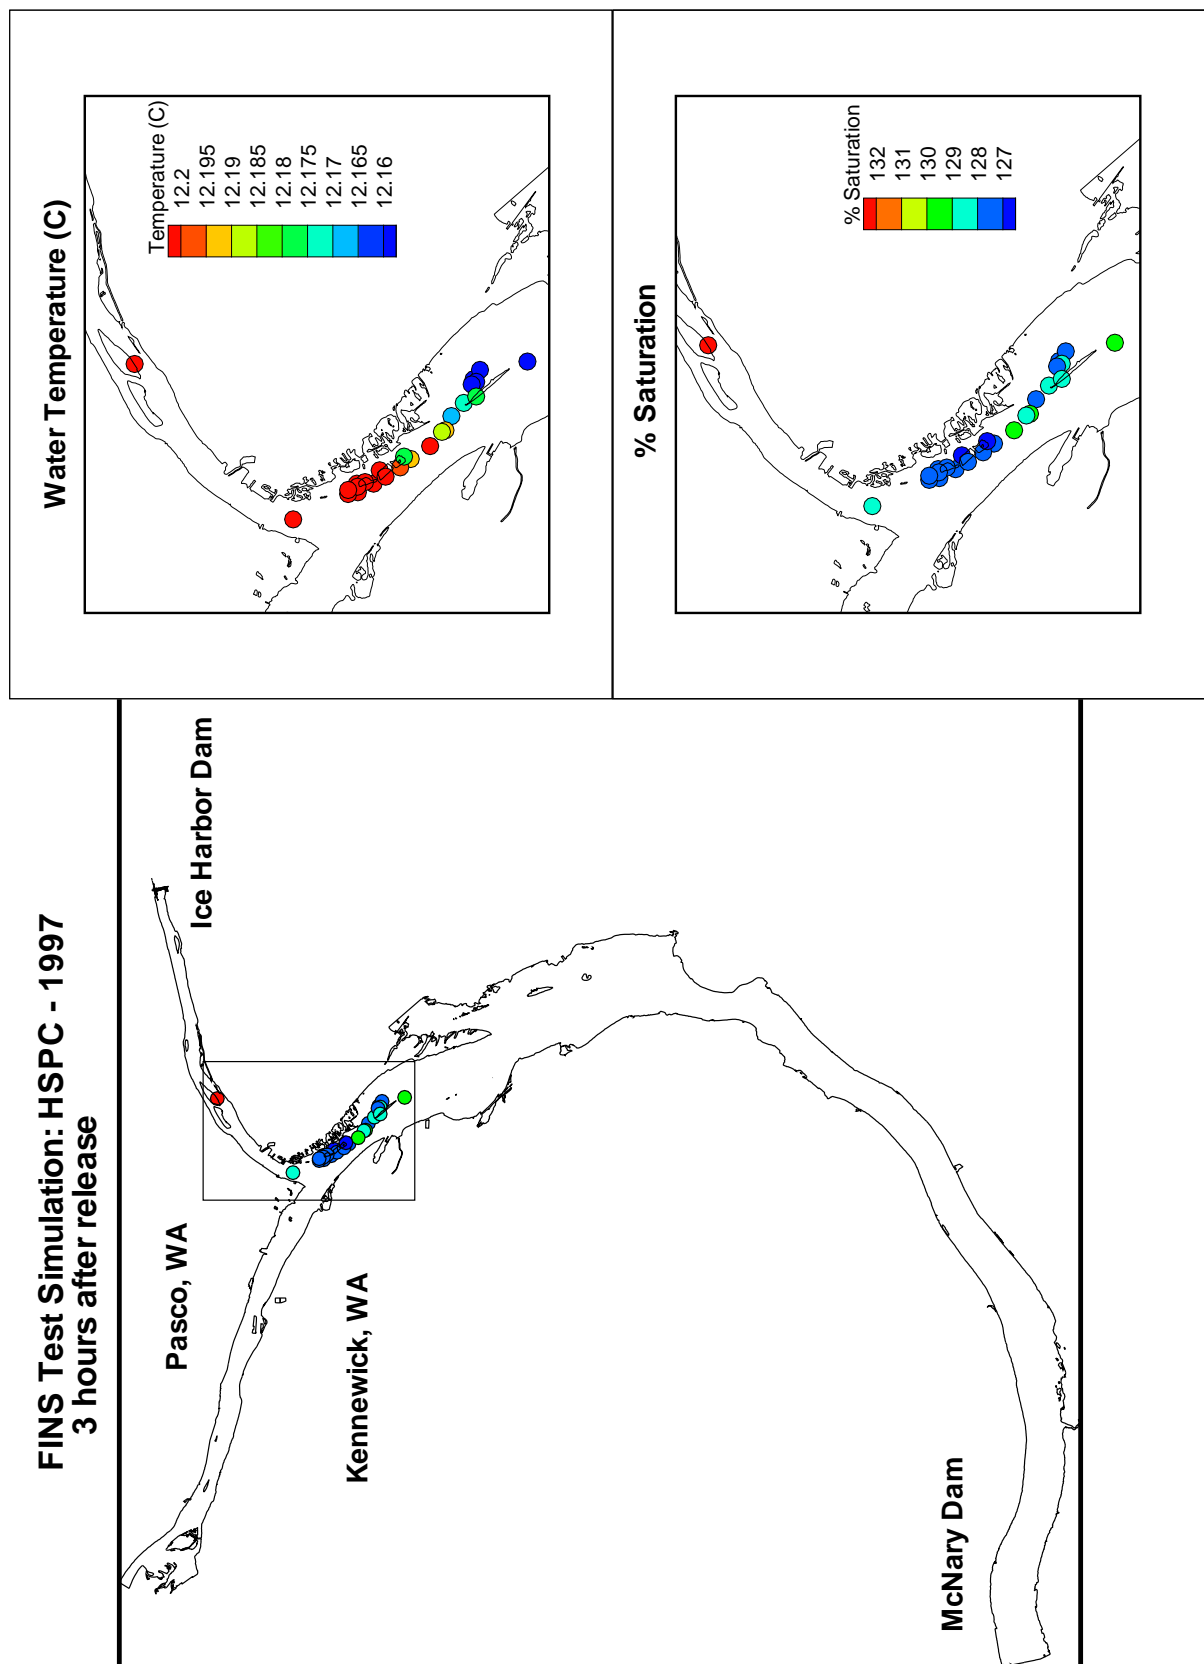 FINS Test Simulation: HSPC - 1997
3 hours after release
Pasco, WA
Ice Harbor Dam
Kennewick, WA
McNary Dam
Water Temperature (C)
Temperature (C)
12.2
12.195
12.19
12.185
12.18
12.175
12.17
12.165
12.16
% Saturation
% Saturation
132
131
130
129
128
127